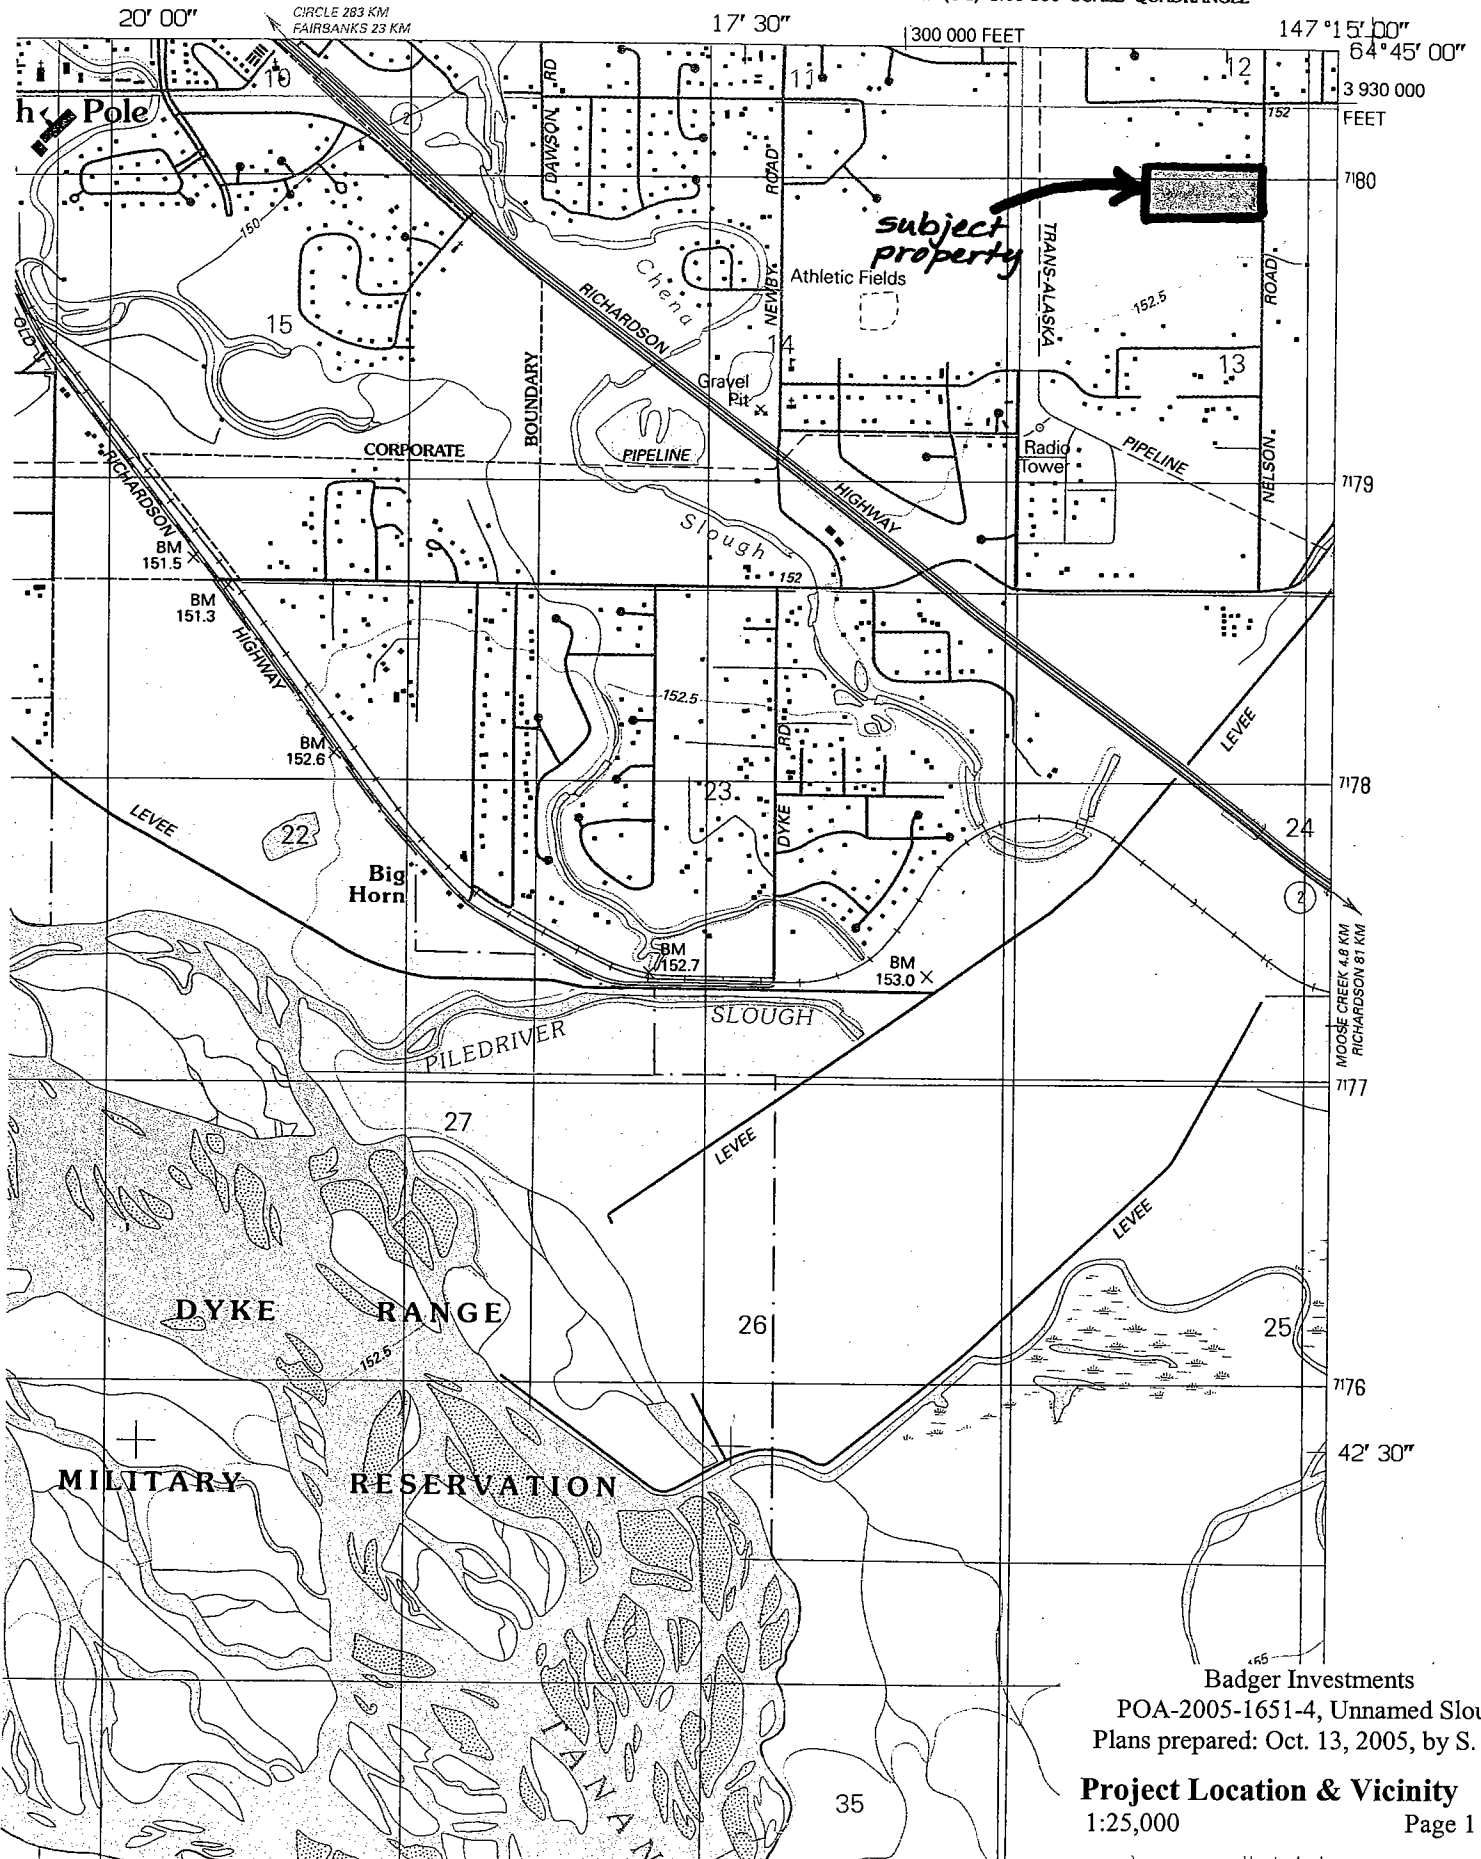 20' 00"
CIRCLE 283 KM
FAIRBANKS 23 KM
17' 30"
300 000 FEET
147°15' 00"
64°45' 00"
10
11
12
3 930 000
FEET
152
h Pole
2
DAWSON RD
ROAD
7180
subject
property
150
Chena
NEWBY
Athletic Fields
TRANS-ALASKA
ROAD
152.5
RICHARDSON
15
OLD
14
13
BOUNDARY
Gravel
Pit
CORPORATE
PIPELINE
Radio
Tower
PIPELINE
NELSON
7179
RICHARDSON
HIGHWAY
Slough
BM
151.5
152
BM
151.3
HIGHWAY
152.5
RD
LEVEE
BM
152.6
7178
23
DYKE
LEVEE
22
24
Big
Horn
2
BM
152.7
BM
153.0
MOOSE CREEK 4.8 KM
RICHARDSON 81 KM
SLOUGH
PILEDRIVER
7177
27
LEVEE
LEVEE
DYKE RANGE
26
25
152.5
7176
42' 30"
MILITARY RESERVATION
TANAN
35
Badger Investments
POA-2005-1651-4, Unnamed Slou
Plans prepared: Oct. 13, 2005, by S.
Project Location & Vicinity
1:25,000 Page 1